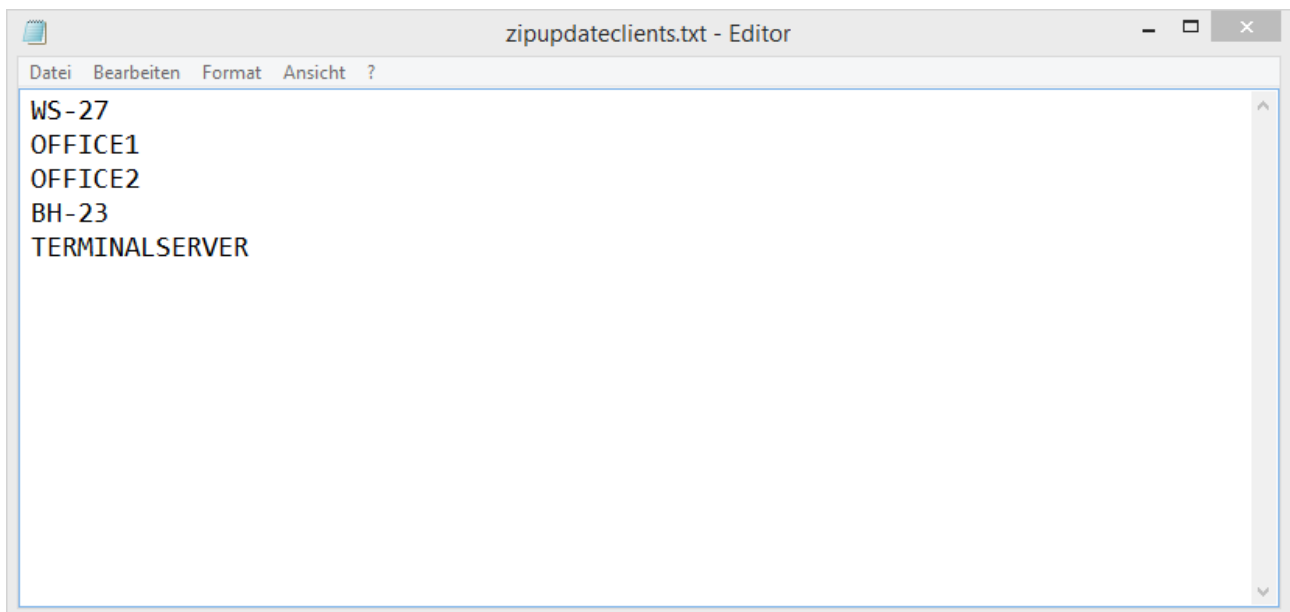 zipupdateclients.txt - Editor
Datei Bearbeiten Format Ansicht ?
WS-27
OFFICE1
OFFICE2
BH-23
TERMINALSERVER